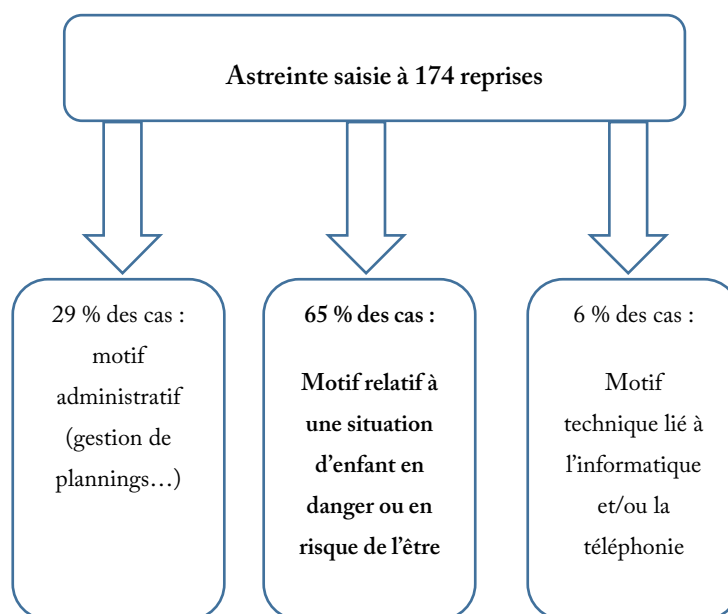 Astreinte saisie à 174 reprises
29 % des cas :
motif
administratif
(gestion de
plannings…)
65 % des cas :
Motif relatif à
une situation
d’enfant en
danger ou en
risque de l’être
6 % des cas :
Motif
technique lié à
l’informatique
et/ou la
téléphonie